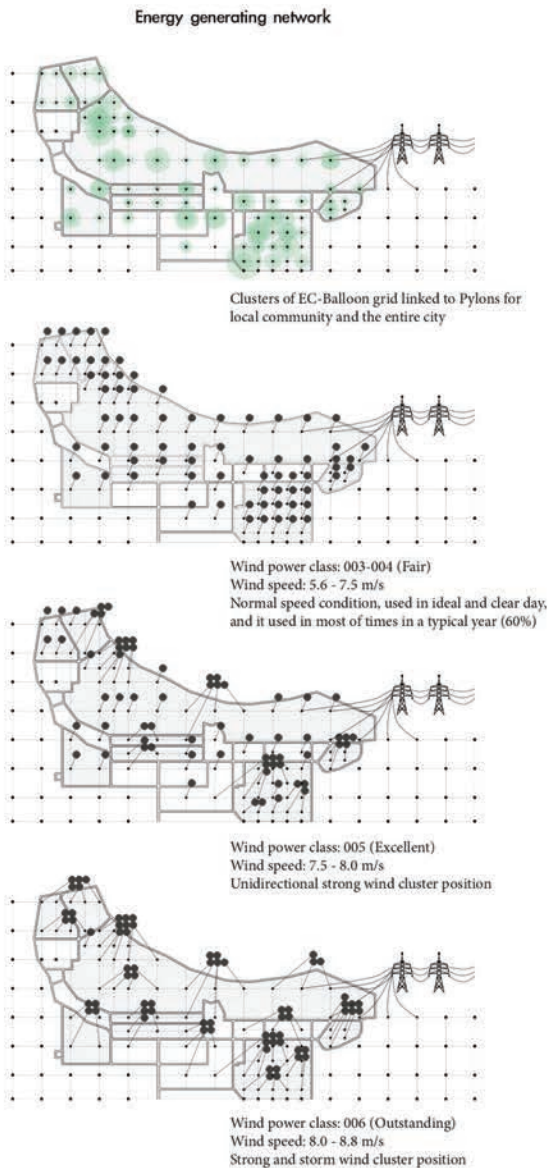 Energy generating network
Clusters of EC-Balloon grid linked to Pylons for
local community and the entire city
Wind power class: 003-004 (Fair)
Wind speed: 5.6 - 7.5 m/s
Normal speed condition, used in ideal and clear day,
and it used in most of times in a typical year (60%)
Wind power class: 005 (Excellent)
Wind speed: 7.5 - 8.0 m/s
Unidirectional strong wind cluster position
Wind power class: 006 (Outstanding)
Wind speed: 8.0 - 8.8 m/s
Strong and storm wind cluster position